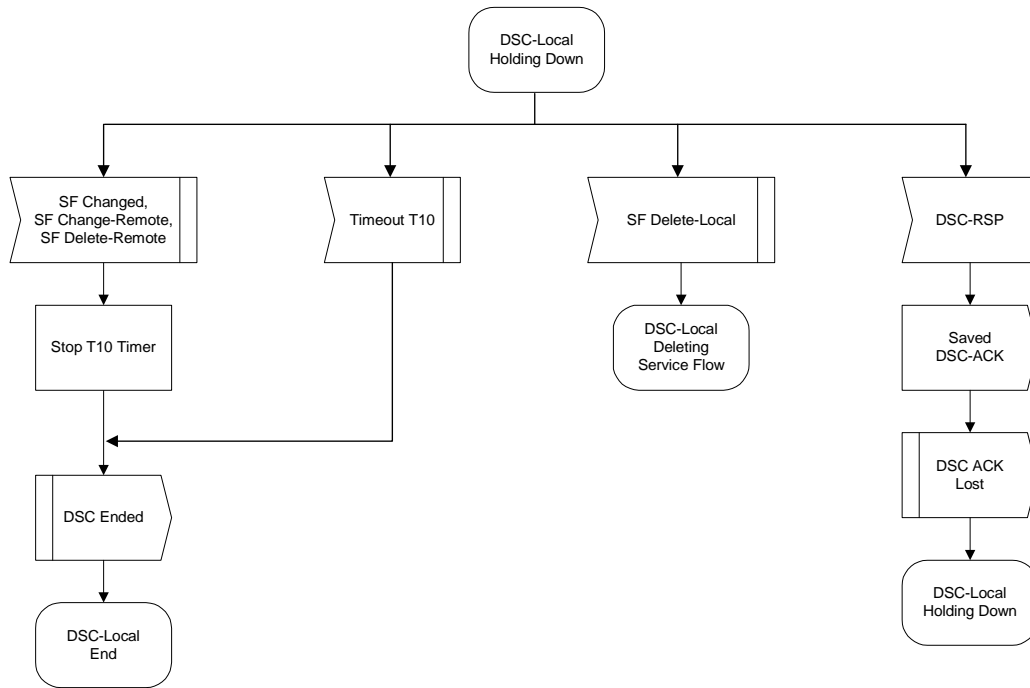 DSC-Local
Holding Down
SF Changed,
SF Change-Remote,
SF Delete-Remote
Timeout T10
SF Delete-Local
DSC-RSP
Stop T10 Timer
DSC-Local
Deleting
Service Flow
Saved
DSC-ACK
DSC Ended
DSC ACK
Lost
DSC-Local
End
DSC-Local
Holding Down